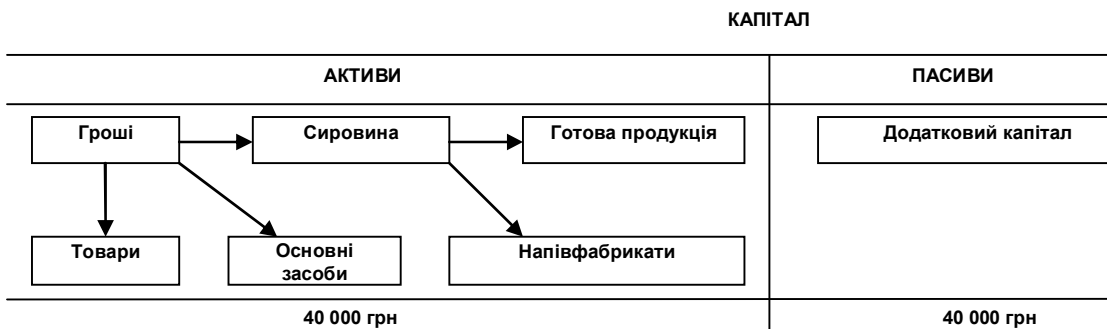 КАПІТАЛ
АКТИВИ
ПАСИВИ
Гроші
Сировина
Готова продукція
Додатковий капітал
Товари
Основні
засоби
Напівфабрикати
40 000 грн
40 000 грн